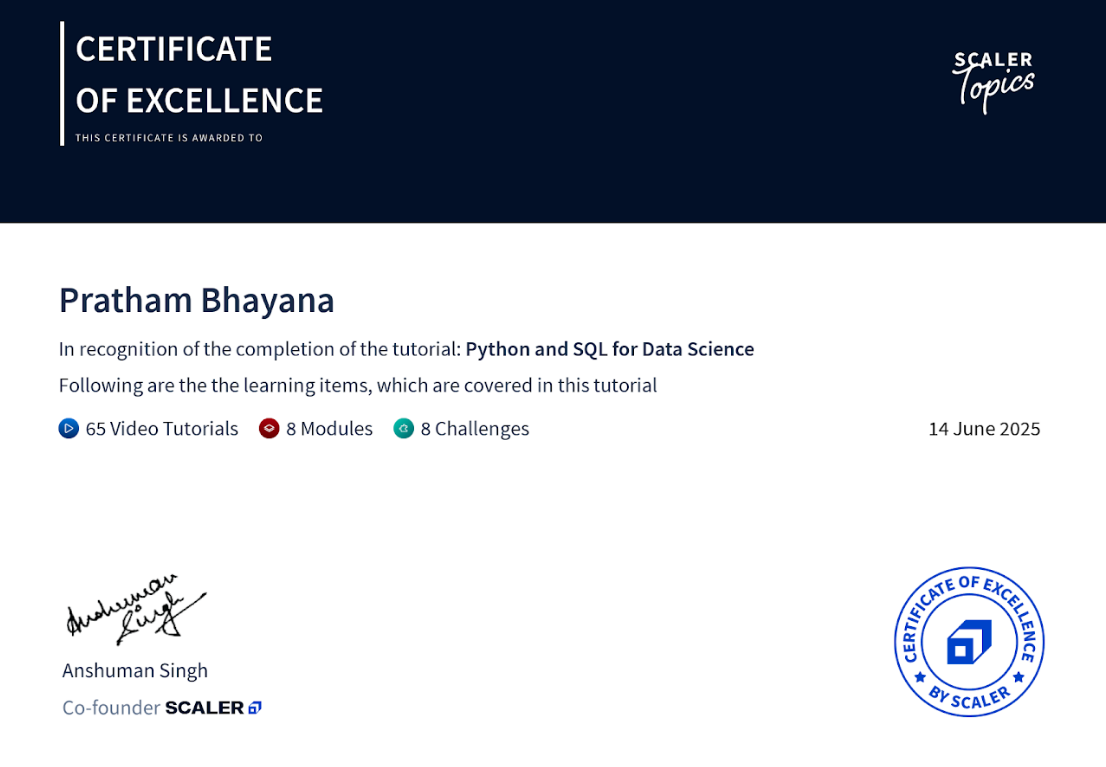 CERTIFICATE
OF EXCELLENCE
THIS CERTIFICATE IS AWARDED TO
SCALER
Topics
Pratham Bhayana
In recognition of the completion of the tutorial: Python and SQL for Data Science
Following are the the learning items, which are covered in this tutorial
65 Video Tutorials 8 Modules 8 Challenges 14 June 2025
Anshuman Singh
Anshuman Singh
Co-founder SCALER
CERTIFICATE OF EXCELLENCE
BY SCALER